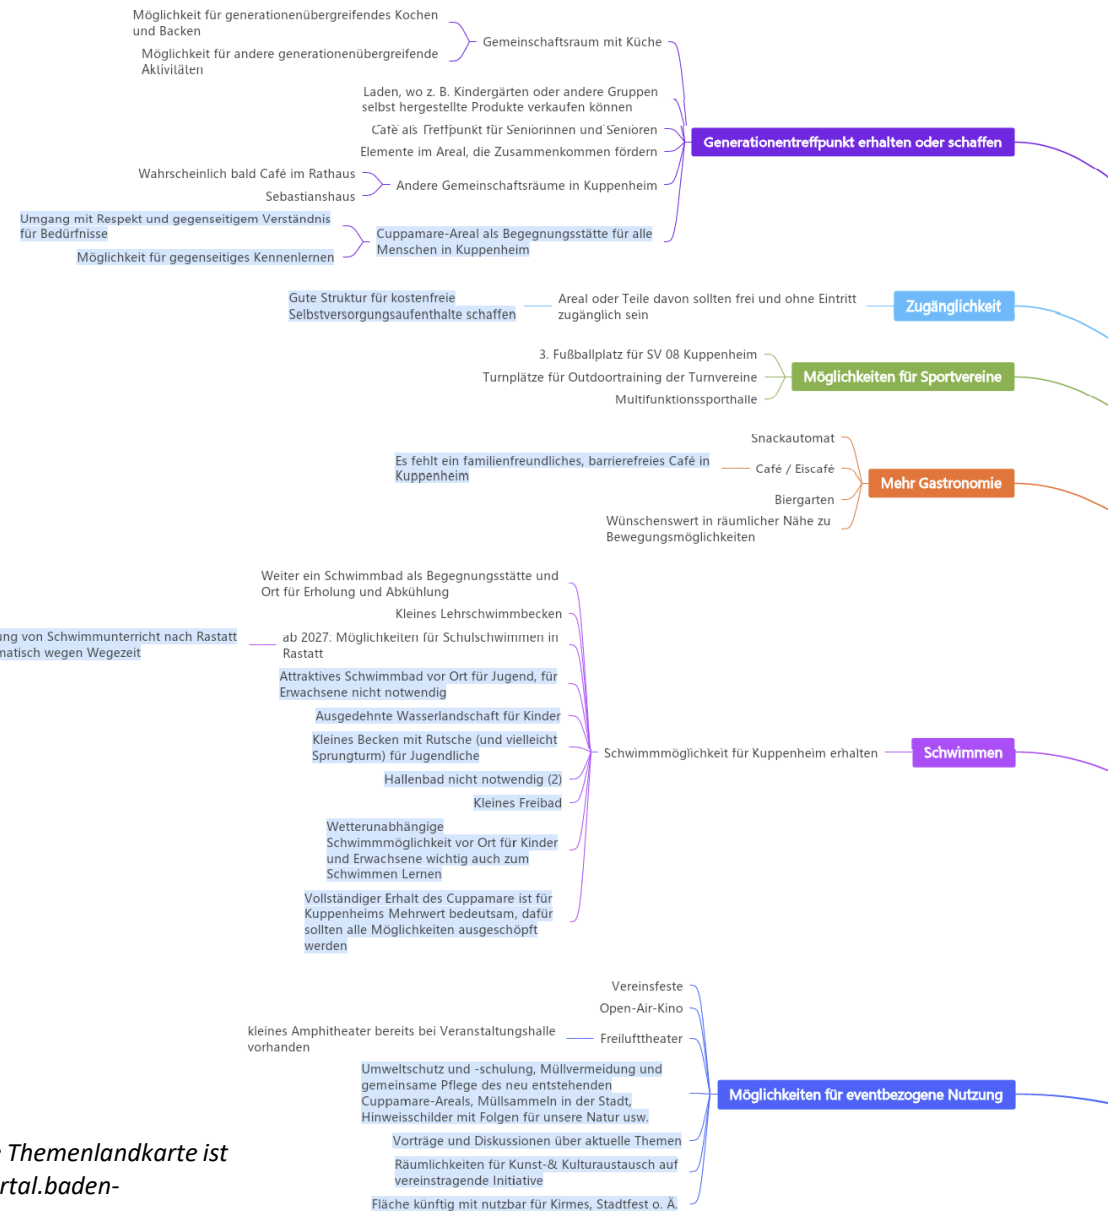 Möglichkeit für generationenübergreifendes Kochen
und Backen
Möglichkeit für andere generationenübergreifende
Aktivitäten
Gemeinschaftsraum mit Küche
Laden, wo z. B. Kindergärten oder andere Gruppen
selbst hergestellte Produkte verkaufen können
Café als Treffpunkt für Seniorinnen und Senioren
Elemente im Areal, die Zusammenkommen fördern
Wahrscheinlich bald Café im Rathaus
Sebastianshaus
Andere Gemeinschaftsräume in Kuppenheim
Umgang mit Respekt und gegenseitigem Verständnis
für Bedürfnisse
Möglichkeit für gegenseitiges Kennenlernen
Cuppamare-Areal als Begegnungsstätte für alle
Menschen in Kuppenheim
Generationentreffpunkt erhalten oder schaffen
Gute Struktur für kostenfreie
Selbstversorgungsaufenthalte schaffen
Areal oder Teile davon sollten frei und ohne Eintritt
zugänglich sein
Zugänglichkeit
3. Fußballplatz für SV 08 Kuppenheim
Turnplätze für Outdoortraining der Turnvereine
Multifunktionssporthalle
Möglichkeiten für Sportvereine
Snackautomat
Es fehlt ein familienfreundliches, barrierefreies Café in
Kuppenheim
Café / Eiscafé
Biergarten
Wünschenswert in räumlicher Nähe zu
Bewegungsmöglichkeiten
Mehr Gastronomie
Weiter ein Schwimmbad als Begegnungsstätte und
Ort für Erholung und Abkühlung
Kleines Lehrschwimmbecken
ung von Schwimmunterricht nach Rastatt
matisch wegen Wegezeit
ab 2027: Möglichkeiten für Schulschwimmen in
Rastatt
Attraktives Schwimmbad vor Ort für Jugend, für
Erwachsene nicht notwendig
Ausgedehnte Wasserlandschaft für Kinder
Kleines Becken mit Rutsche (und vielleicht
Sprungturm) für Jugendliche
Hallenbad nicht notwendig (2)
Kleines Freibad
Wetterunabhängige
Schwimmmöglichkeit vor Ort für Kinder
und Erwachsene wichtig auch zum
Schwimmen Lernen
Vollständiger Erhalt des Cuppamare ist für
Kuppenheims Mehrwert bedeutsam, dafür
sollten alle Möglichkeiten ausgeschöpft
werden
Schwimmmöglichkeit für Kuppenheim erhalten
Schwimmen
Vereinsfeste
Open-Air-Kino
kleines Amphitheater bereits bei Veranstaltungshalle
vorhanden
Freilufttheater
Umweltschutz und -schulung, Müllvermeidung und
gemeinsame Pflege des neu entstehenden
Cuppamare-Areals, Müllsammeln in der Stadt,
Hinweisschilder mit Folgen für unsere Natur usw.
Vorträge und Diskussionen über aktuelle Themen
Räumlichkeiten für Kunst-& Kulturaustausch auf
vereinstragende Initiative
Fläche künftig mit nutzbar für Kirmes, Stadtfest o. Ä.
Möglichkeiten für eventbezogene Nutzung
Themenlandkarte ist
rtal.baden-